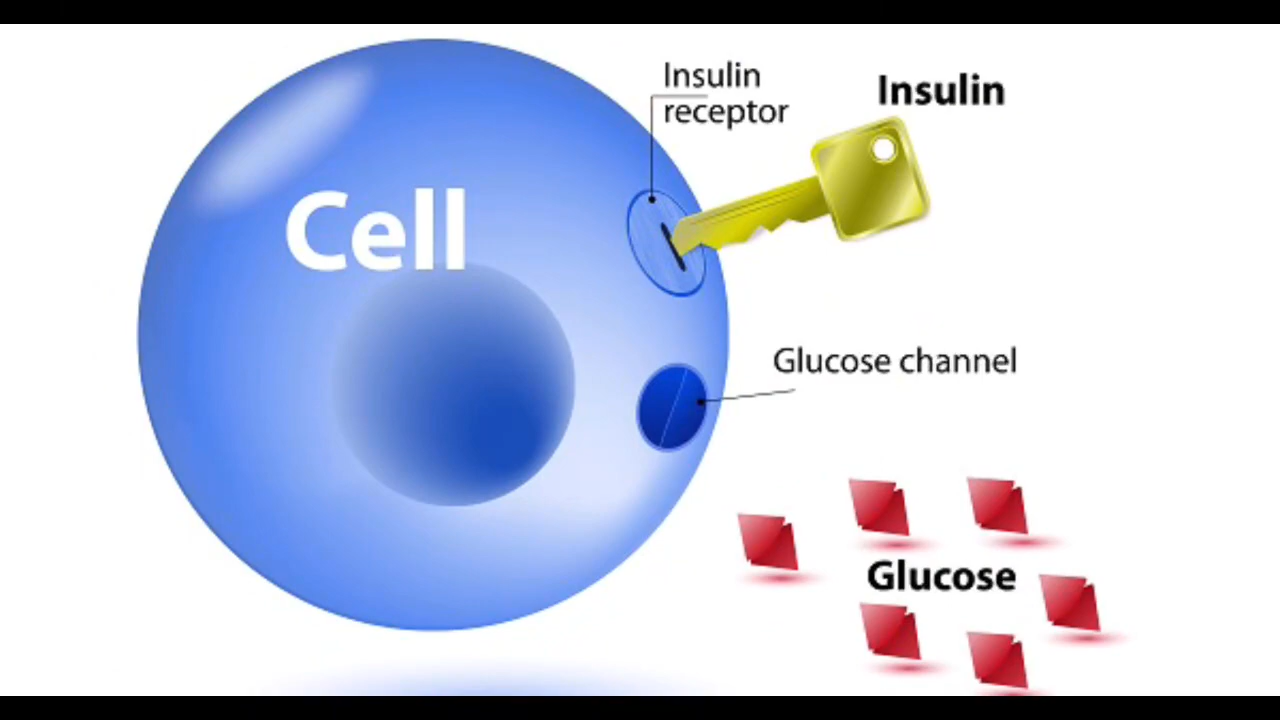 Insulin
receptor
Insulin
Cell
Glucose channel
Glucose